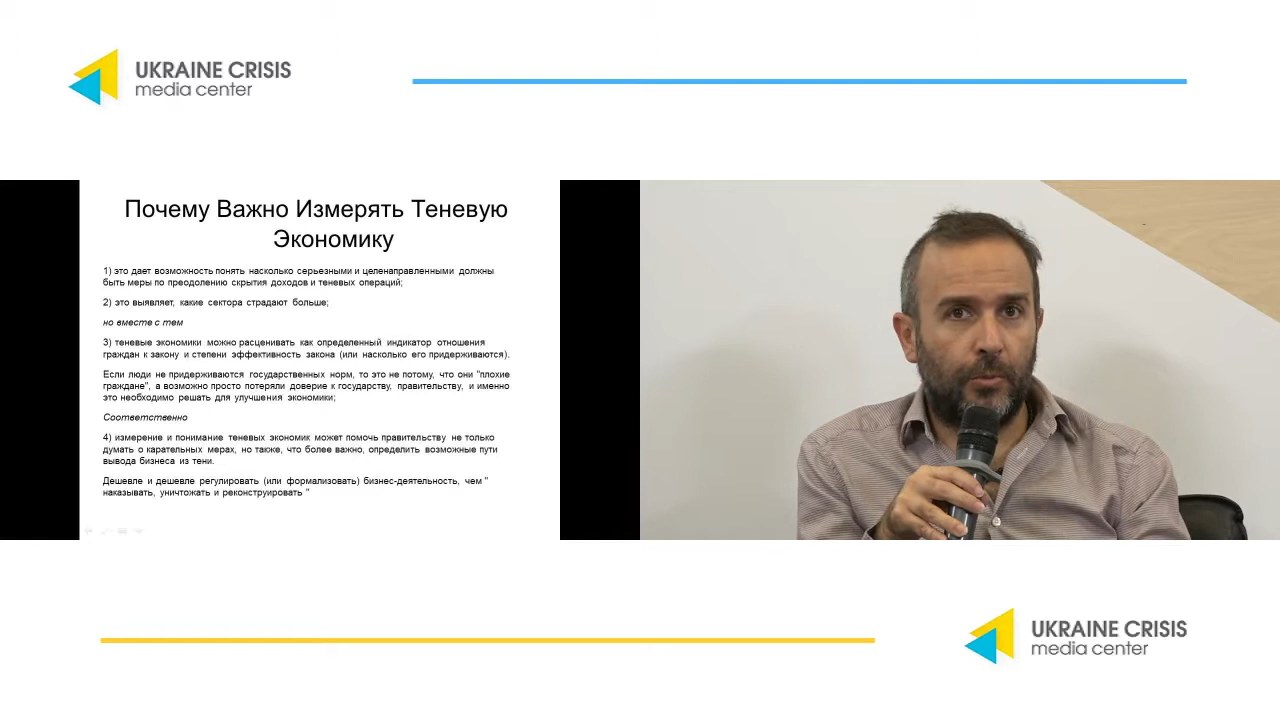 UKRAINE CRISIS
media center
Почему Важно Измерять Теневую
Экономику
1) это дает возможность понять насколько серьезными и целенаправленными должны
быть меры по преодолению скрытия доходов и теневых операций;
2) это выявляет, какие сектора страдают больше;
но вместе с тем
3) теневые экономики можно расценивать как определенный индикатор отношения
граждан к закону и степени эффективность закона (или насколько его придерживаются).
Если люди не придерживаются государственных норм, то это не потому, что они "плохие
граждане", а возможно просто потеряли доверие к государству, правительству, и именно
это необходимо решать для улучшения экономики;
Соответственно
4) измерение и понимание теневых экономик может помочь правительству не только
думать о карательных мерах, но также, что более важно, определить возможные пути
вывода бизнеса из тени.
Дешевле и дешевле регулировать (или формализовать) бизнес-деятельность, чем "
наказывать, уничтожать и реконструировать "
UKRAINE CRISIS
media center